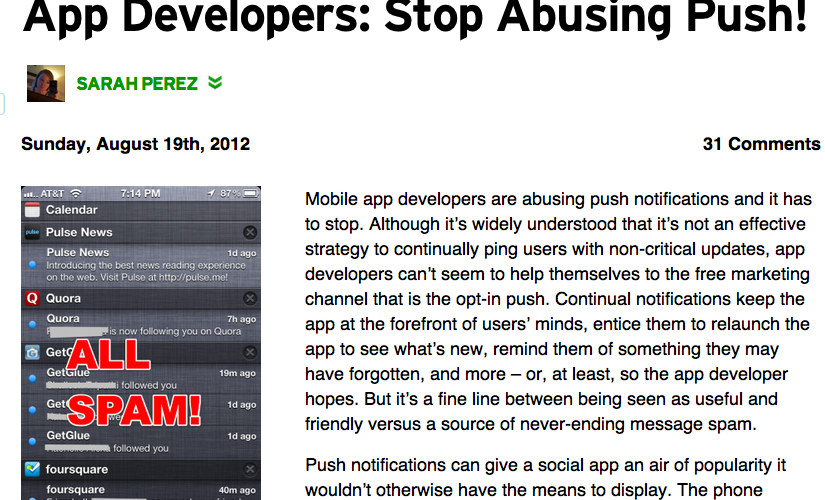 App Developers: Stop Abusing Push!
SARAH PEREZ
Sunday, August 19th, 2012
31 Comments
AT&T 7:14 PM 87%
Calendar
Pulse News
Pulse News 1d ago
Introducing the best news reading experience
on the web. Visit Pulse at http://pulse.me!
Quora
Quora 7h ago
is now following you on Quora
ALL
GetGlue 19m ago
followed you
SPAM!
1d ago
GetGlue 1d ago
followed you
foursquare
foursquare 40m ago
Mobile app developers are abusing push notifications and it has
to stop. Although it’s widely understood that it’s not an effective
strategy to continually ping users with non-critical updates, app
developers can’t seem to help themselves to the free marketing
channel that is the opt-in push. Continual notifications keep the
app at the forefront of users’ minds, entice them to relaunch the
app to see what’s new, remind them of something they may
have forgotten, and more – or, at least, so the app developer
hopes. But it’s a fine line between being seen as useful and
friendly versus a source of never-ending message spam.
Push notifications can give a social app an air of popularity it
wouldn’t otherwise have the means to display. The phone